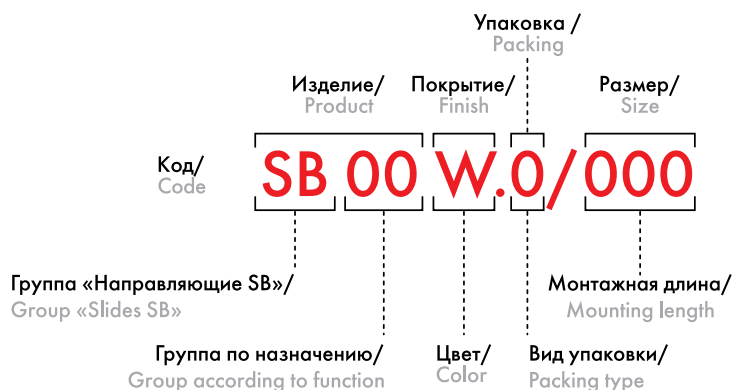 Упаковка /
Packing
Изделие/ Покрытие/ Размер/
Product Finish Size
Код/ SB 00 W.0/000
Code
Группа «Направляющие SB»/ Монтажная длина/
Group «Slides SB» Mounting length
Группа по назначению/ Цвет/ Вид упаковки/
Group according to function Color Packing type